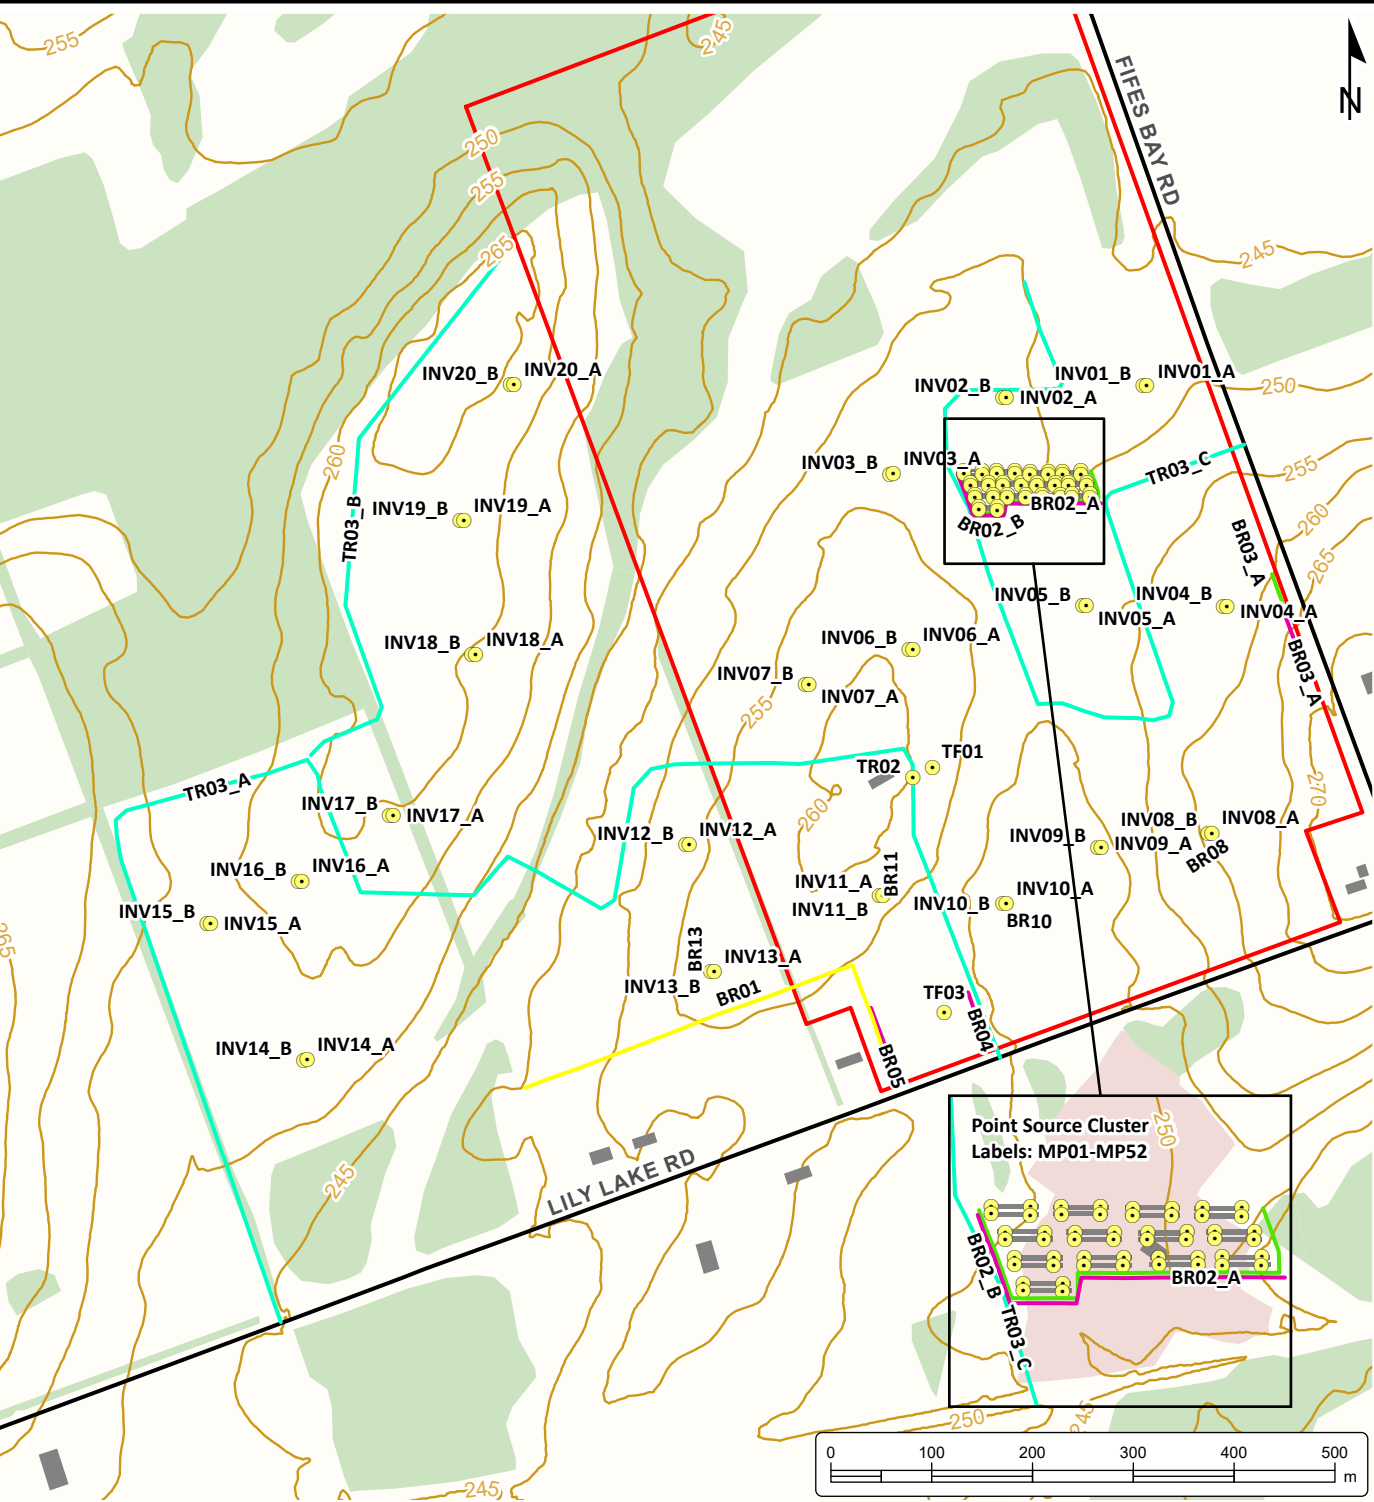 255
245
FIFES BAY RD
N
250
255
265
245
INV20_B
INV20_A
INV01_B
INV01_A
INV02_B
INV02_A
250
260
INV03_B
INV03_A
TR03_C
255
TR03_B
INV19_B
INV19_A
BR02_A
BR02_B
260
BR03_A
265
INV05_B
INV04_B
INV05_A
INV04_A
INV18_B
INV18_A
INV06_B
INV06_A
BR03_A
INV07_B
INV07_A
255
TF01
TR02
TR03_A
270
INV17_B
INV17_A
260
INV12_B
INV12_A
INV08_B
INV08_A
INV09_B
INV09_A
BR08
INV16_B
INV16_A
INV11_A
BR11
INV11_B
INV10_B
INV10_A
BR10
INV15_B
INV15_A
265
BR13
INV13_A
INV13_B
BR01
TF03
BR04
INV14_B
INV14_A
BR05
245
LILY LAKE RD
Point Source Cluster
Labels: MP01-MP52
250
BR02_B
BR02_A
TR03_C
250
245
245
0 100 200 300 400 500
m